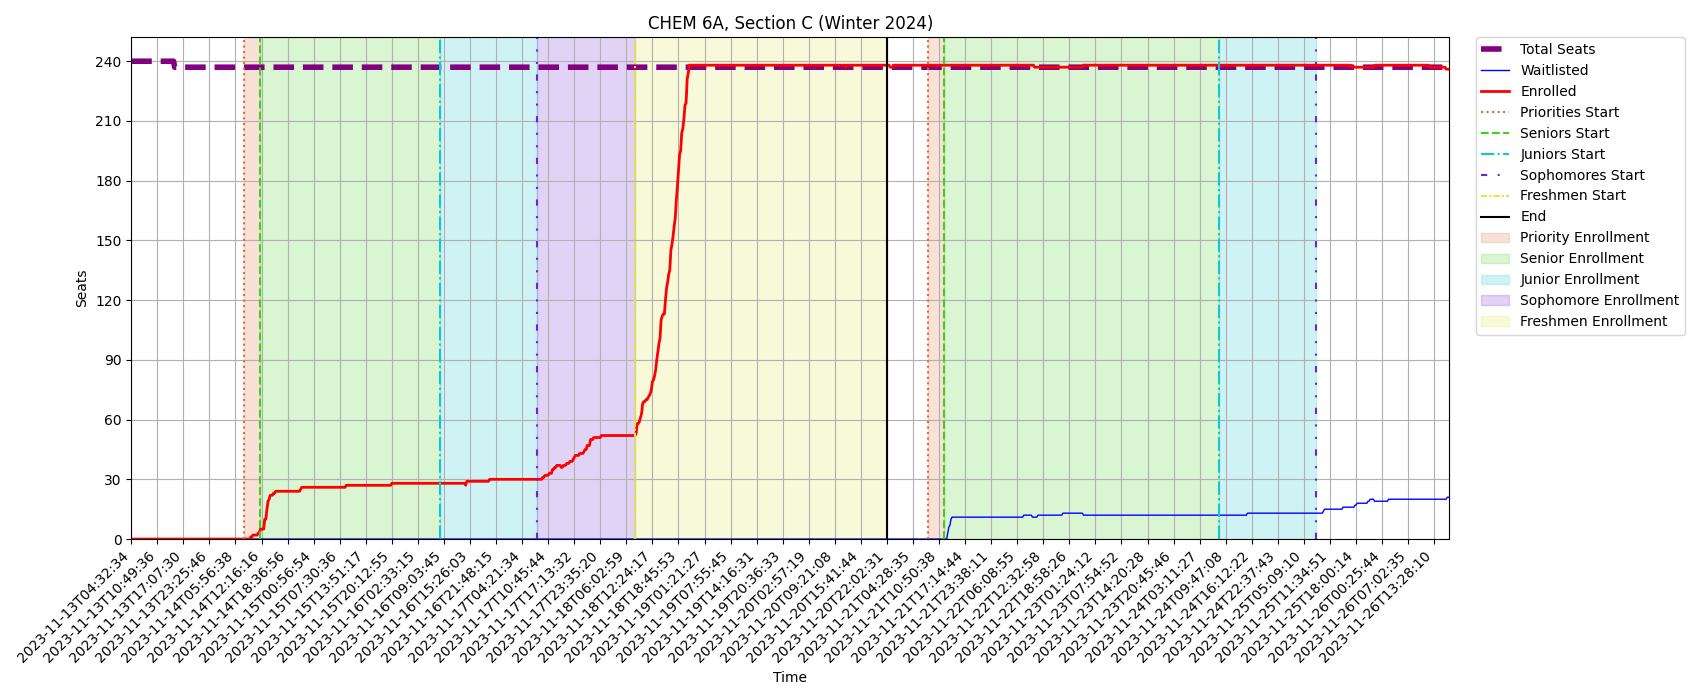 CHEM 6A, Section C (Winter 2024)
Seats
240
210
180
150
120
90
60
30
0
2023-11-13T04:32:34
2023-11-13T10:49:36
2023-11-13T17:07:30
2023-11-13T23:25:46
2023-11-14T05:56:38
2023-11-14T12:16:16
2023-11-14T18:36:56
2023-11-15T00:56:54
2023-11-15T07:30:36
2023-11-15T13:51:17
2023-11-15T20:12:55
2023-11-16T02:33:15
2023-11-16T09:03:45
2023-11-16T15:26:03
2023-11-16T21:48:15
2023-11-17T04:21:34
2023-11-17T10:45:44
2023-11-17T17:13:32
2023-11-17T23:35:20
2023-11-18T06:02:59
2023-11-18T12:24:17
2023-11-18T18:45:53
2023-11-19T01:21:27
2023-11-19T07:55:45
2023-11-19T14:16:31
2023-11-19T20:36:33
2023-11-20T02:57:19
2023-11-20T09:21:08
2023-11-20T15:41:44
2023-11-20T22:02:31
2023-11-21T04:28:35
2023-11-21T10:50:38
2023-11-21T17:14:44
2023-11-21T23:38:11
2023-11-22T06:08:55
2023-11-22T12:32:58
2023-11-22T18:58:26
2023-11-23T01:24:12
2023-11-23T07:54:52
2023-11-23T14:20:28
2023-11-23T20:45:46
2023-11-24T03:11:27
2023-11-24T09:47:08
2023-11-24T16:12:22
2023-11-24T22:37:43
2023-11-25T05:09:10
2023-11-25T11:34:51
2023-11-25T18:00:14
2023-11-26T00:25:44
2023-11-26T07:02:35
2023-11-26T13:28:10
Time
Total Seats
Waitlisted
Enrolled
Priorities Start
Seniors Start
Juniors Start
Sophomores Start
Freshmen Start
End
Priority Enrollment
Senior Enrollment
Junior Enrollment
Sophomore Enrollment
Freshmen Enrollment